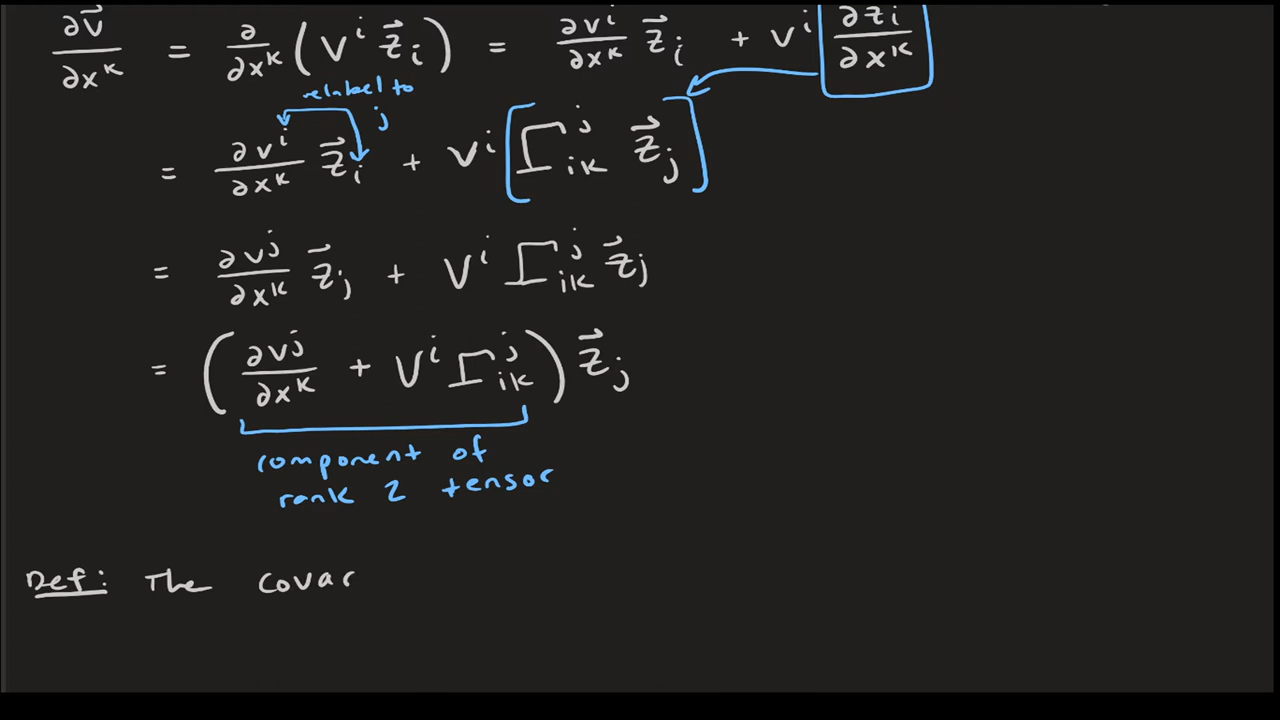 ∂v⃗/∂x^k = ∂/∂x^k (v^i z⃗_i) = ∂v^i/∂x^k z⃗_i + v^i ∂z_i/∂x^k
relabel to
j
= ∂v^i/∂x^k z⃗_i + v^i [Γ^j_ik z⃗_j]
= ∂v^j/∂x^k z⃗_j + v^i Γ^j_ik z⃗_j
= (∂v^j/∂x^k + v^i Γ^j_ik) z⃗_j
component of
rank 2 tensor
Def: The covar